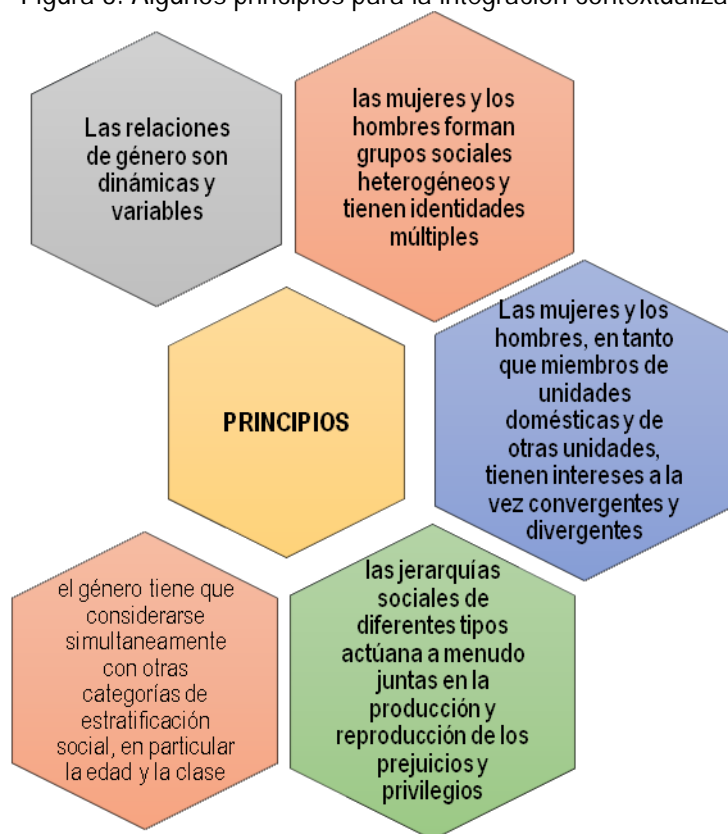 Figura 5. Algunos principios para la integración contextualiza
Las relaciones
de género son
dinámicas y
variables
las mujeres y los
hombres forman
grupos sociales
heterogéneos y
tienen identidades
múltiples
Las mujeres y los
hombres, en tanto
que miembros de
unidades
domésticas y de
otras unidades,
tienen intereses a la
vez convergentes y
divergentes
PRINCIPIOS
el género tiene que
considerarse
simultaneamente
con otras
categorías de
estratificación
social, en particular
la edad y la clase
las jerarquías
sociales de
diferentes tipos
actúana a menudo
juntas en la
producción y
reproducción de los
prejuicios y
privilegios